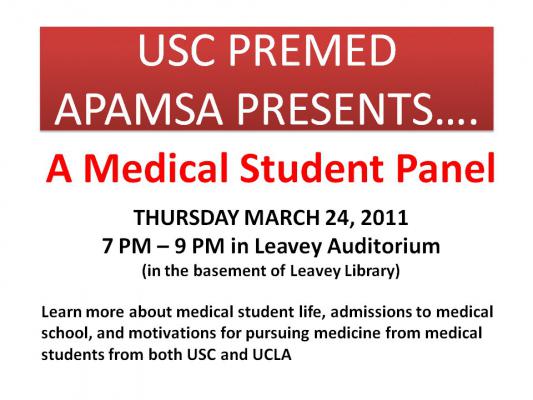 USC PREMED
APAMSA PRESENTS....
A Medical Student Panel
THURSDAY MARCH 24, 2011
7 PM – 9 PM in Leavey Auditorium
(in the basement of Leavey Library)
Learn more about medical student life, admissions to medical
school, and motivations for pursuing medicine from medical
students from both USC and UCLA